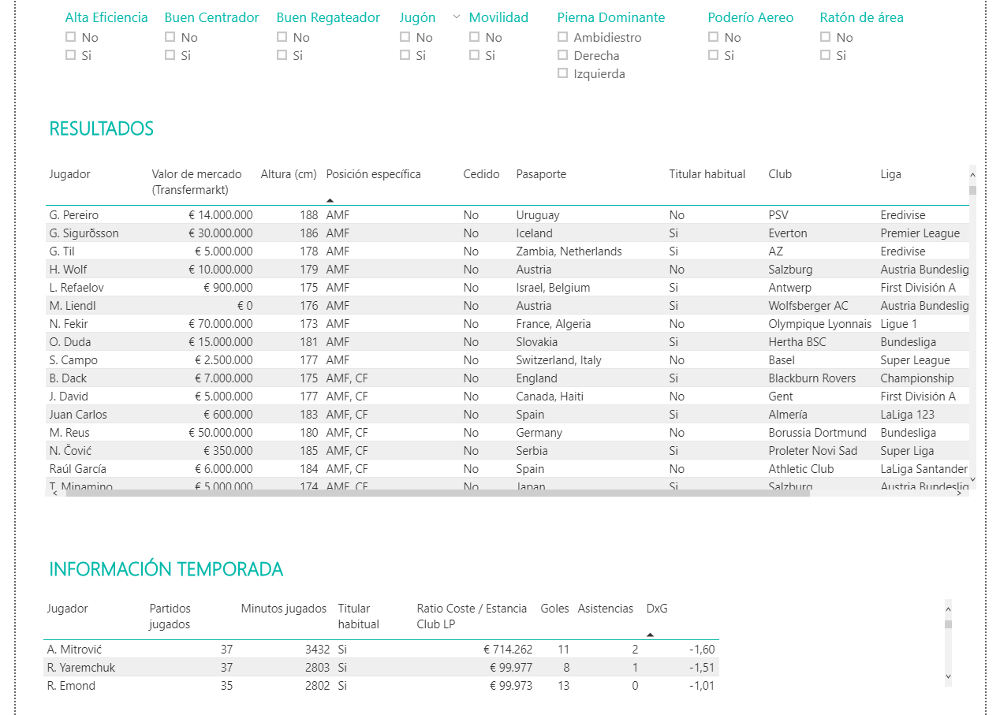 Alta Eficiencia Buen Centrador Buen Regateador Jugón Movilidad Pierna Dominante Poderío Aereo Ratón de área
No No No No No Ambidiestro No No
Si Si Si Si Si Derecha Si Si
Izquierda
RESULTADOS
Jugador Valor de mercado Altura (cm) Posición específica Cedido Pasaporte Titular habitual Club Liga
(Transfermarkt)
G. Pereiro € 14.000.000 188 AMF No Uruguay No PSV Eredivise
G. Sigurðsson € 30.000.000 186 AMF No Iceland Si Everton Premier League
G. Til € 5.000.000 178 AMF No Zambia, Netherlands Si AZ Eredivise
H. Wolf € 10.000.000 179 AMF No Austria No Salzburg Austria Bundeslig
L. Refaelov € 900.000 175 AMF No Israel, Belgium Si Antwerp First División A
M. Liendl € 0 176 AMF No Austria Si Wolfsberger AC Austria Bundeslig
N. Fekir € 70.000.000 173 AMF No France, Algeria No Olympique Lyonnais Ligue 1
O. Duda € 15.000.000 181 AMF No Slovakia Si Hertha BSC Bundesliga
S. Campo € 2.500.000 177 AMF No Switzerland, Italy No Basel Super League
B. Dack € 7.000.000 175 AMF, CF No England Si Blackburn Rovers Championship
J. David € 5.000.000 177 AMF, CF No Canada, Haiti No Gent First División A
Juan Carlos € 600.000 183 AMF, CF No Spain Si Almería LaLiga 123
M. Reus € 50.000.000 180 AMF, CF No Germany No Borussia Dortmund Bundesliga
N. Čović € 350.000 185 AMF, CF No Serbia Si Proleter Novi Sad Super Liga
Raúl García € 6.000.000 184 AMF, CF No Spain No Athletic Club LaLiga Santander
T. Minamino € 5.000.000 174 AMF, CF No Japan Si Salzburg Austria Bundeslig
INFORMACIÓN TEMPORADA
Jugador Partidos Minutos jugados Titular Ratio Coste / Estancia Goles Asistencias DxG
jugados habitual Club LP
A. Mitrović 37 3432 Si € 714.262 11 2 -1,60
R. Yaremchuk 37 2803 Si € 99.977 8 1 -1,51
R. Emond 35 2802 Si € 99.973 13 0 -1,01